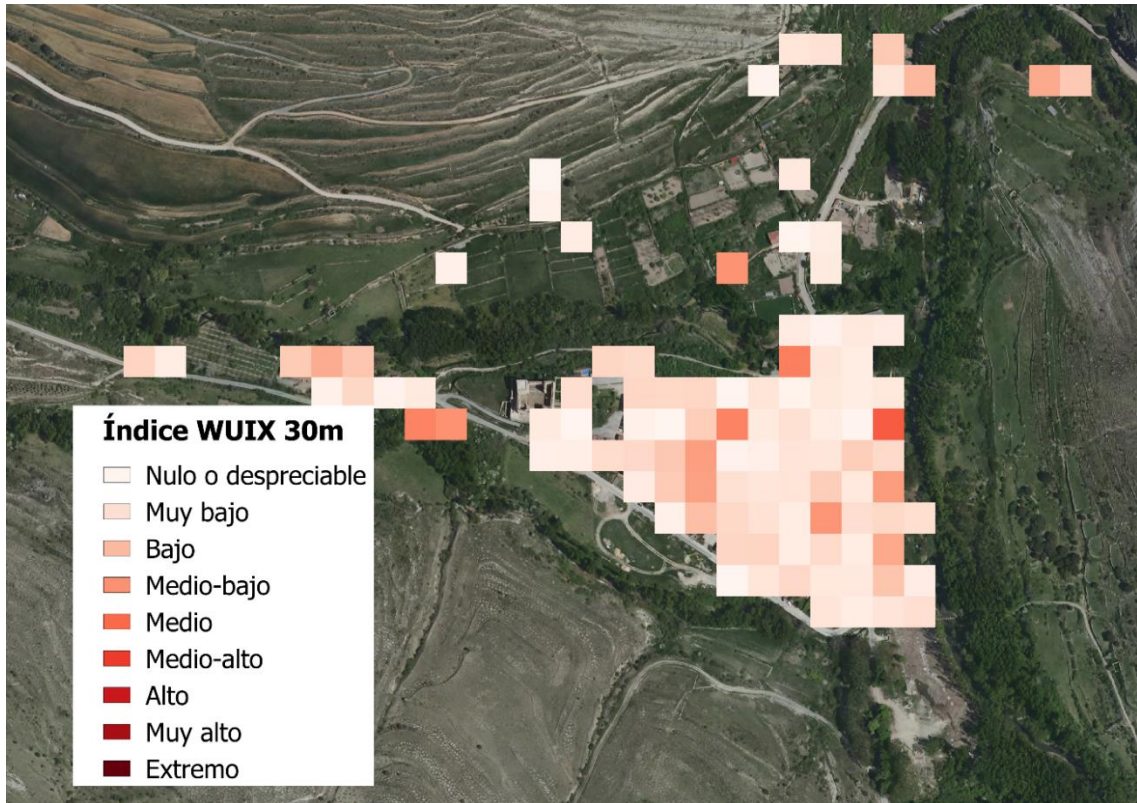 Índice WUIX 30m
Nulo o despreciable
Muy bajo
Bajo
Medio-bajo
Medio
Medio-alto
Alto
Muy alto
Extremo